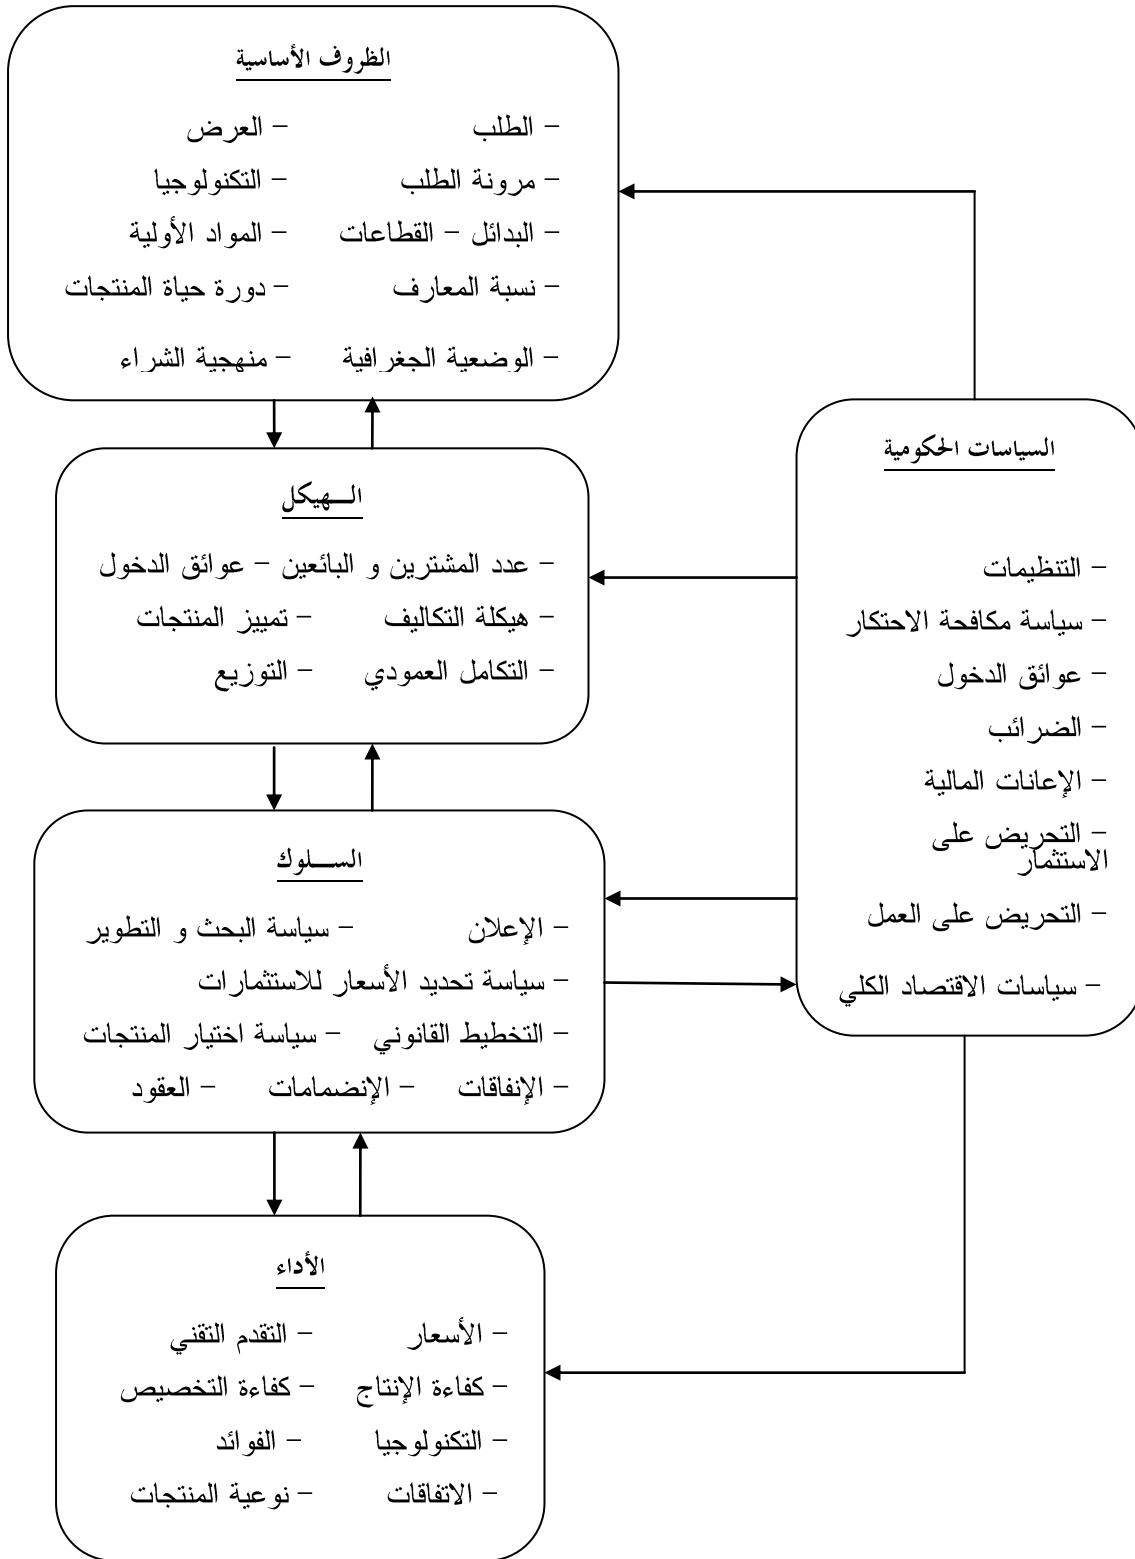 الظروف الأساسية
– الطلب – العرض
– مرونة الطلب – التكنولوجيا
– البدائل – القطاعات – المواد الأولية
– نسبة المعارف – دورة حياة المنتجات
– الوضعية الجغرافية – منهجية الشراء
السياسات الحكومية
– التنظيمات
– سياسة مكافحة الاحتكار
– عوائق الدخول
– الضرائب
– الإعانات المالية
– التحريض على
الاستثمار
– التحريض على العمل
– سياسات الاقتصاد الكلي
الـــهيكل
– عدد المشترين و البائعين – عوائق الدخول
– هيكلة التكاليف – تمييز المنتجات
– التكامل العمودي – التوزيع
الســـلوك
– الإعلان – سياسة البحث و التطوير
– سياسة تحديد الأسعار للاستثمارات
– التخطيط القانوني – سياسة اختيار المنتجات
– الإنفاقات – الإنضمامات – العقود
الأداء
– الأسعار – التقدم التقني
– كفاءة الإنتاج – كفاءة التخصيص
– التكنولوجيا – الفوائد
– الاتفاقات – نوعية المنتجات